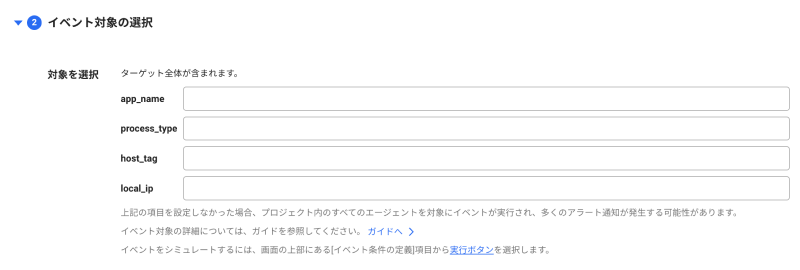 2 イベント対象の選択
対象を選択 ターゲット全体が含まれます。
app_name
process_type
host_tag
local_ip
上記の項目を設定しなかった場合、プロジェクト内のすべてのエージェントを対象にイベントが実行され、多くのアラート通知が発生する可能性があります。
イベント対象の詳細については、ガイドを参照してください。 ガイドへ
イベントをシミュレートするには、画面の上部にある[イベント条件の定義]項目から実行ボタンを選択します。